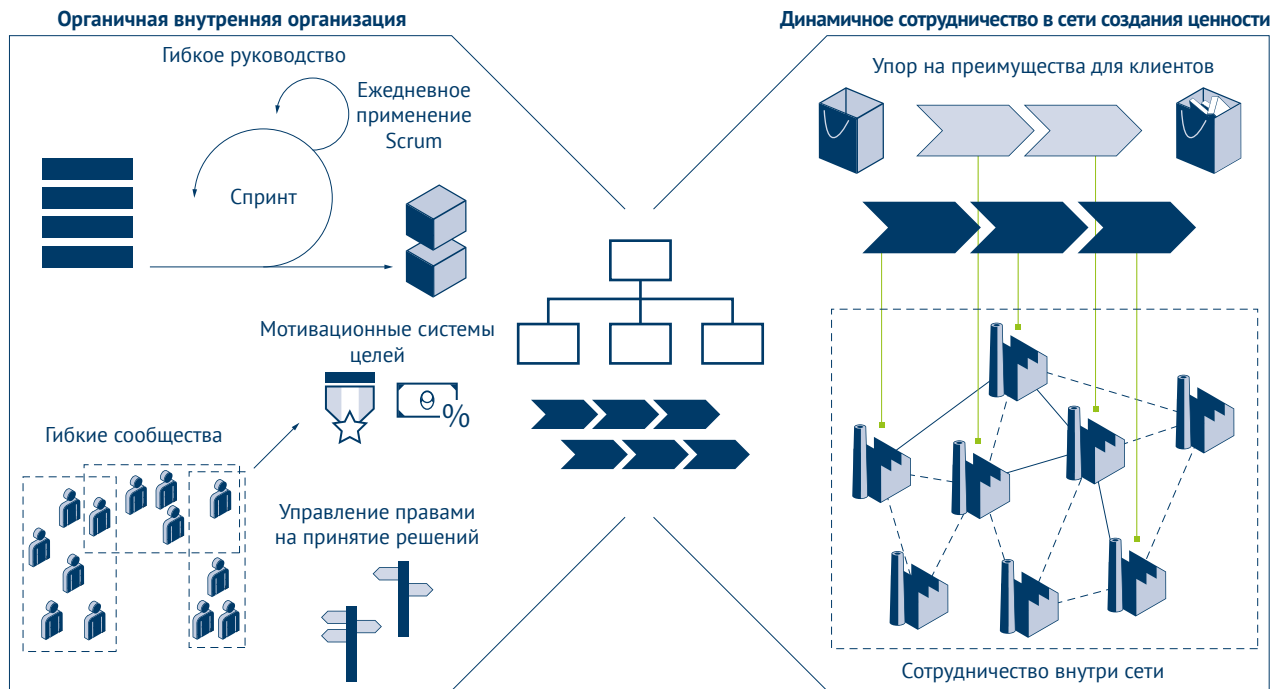 Органичная внутренняя организация
Гибкое руководство
Ежедневное
применение
Scrum
Спринт
Мотивационные системы
целей
%
Гибкие сообщества
Управление правами
на принятие решений
Динамичное сотрудничество в сети создания ценности
Упор на преимущества для клиентов
Сотрудничество внутри сети